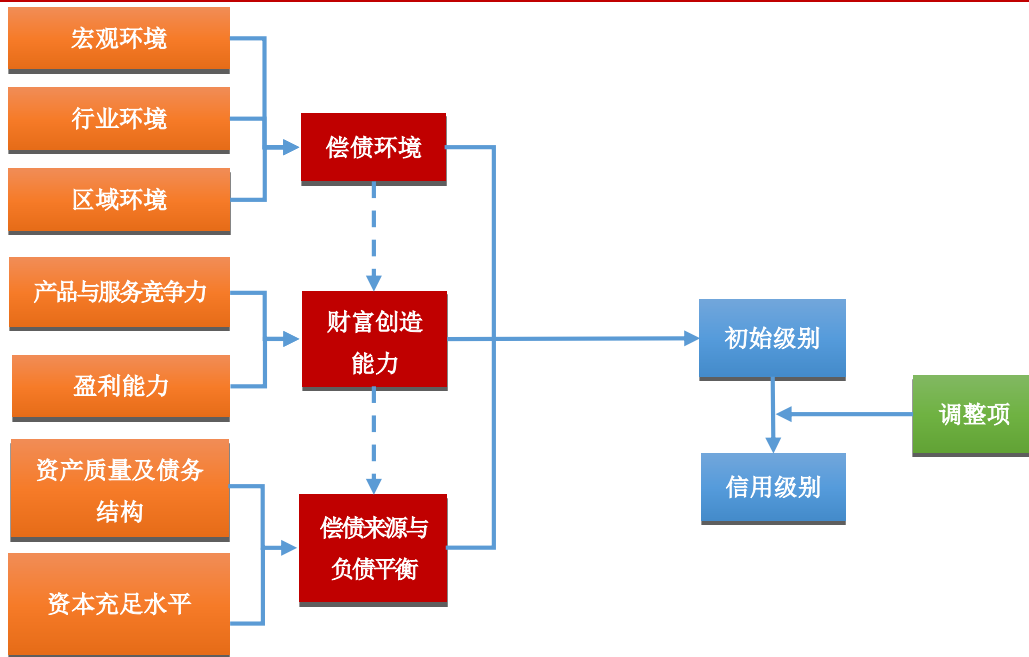 宏观环境
行业环境
区域环境
产品与服务竞争力
盈利能力
资产质量及债务
结构
资本充足水平
偿债环境
财富创造
能力
偿债来源与
负债平衡
初始级别
信用级别
调整项